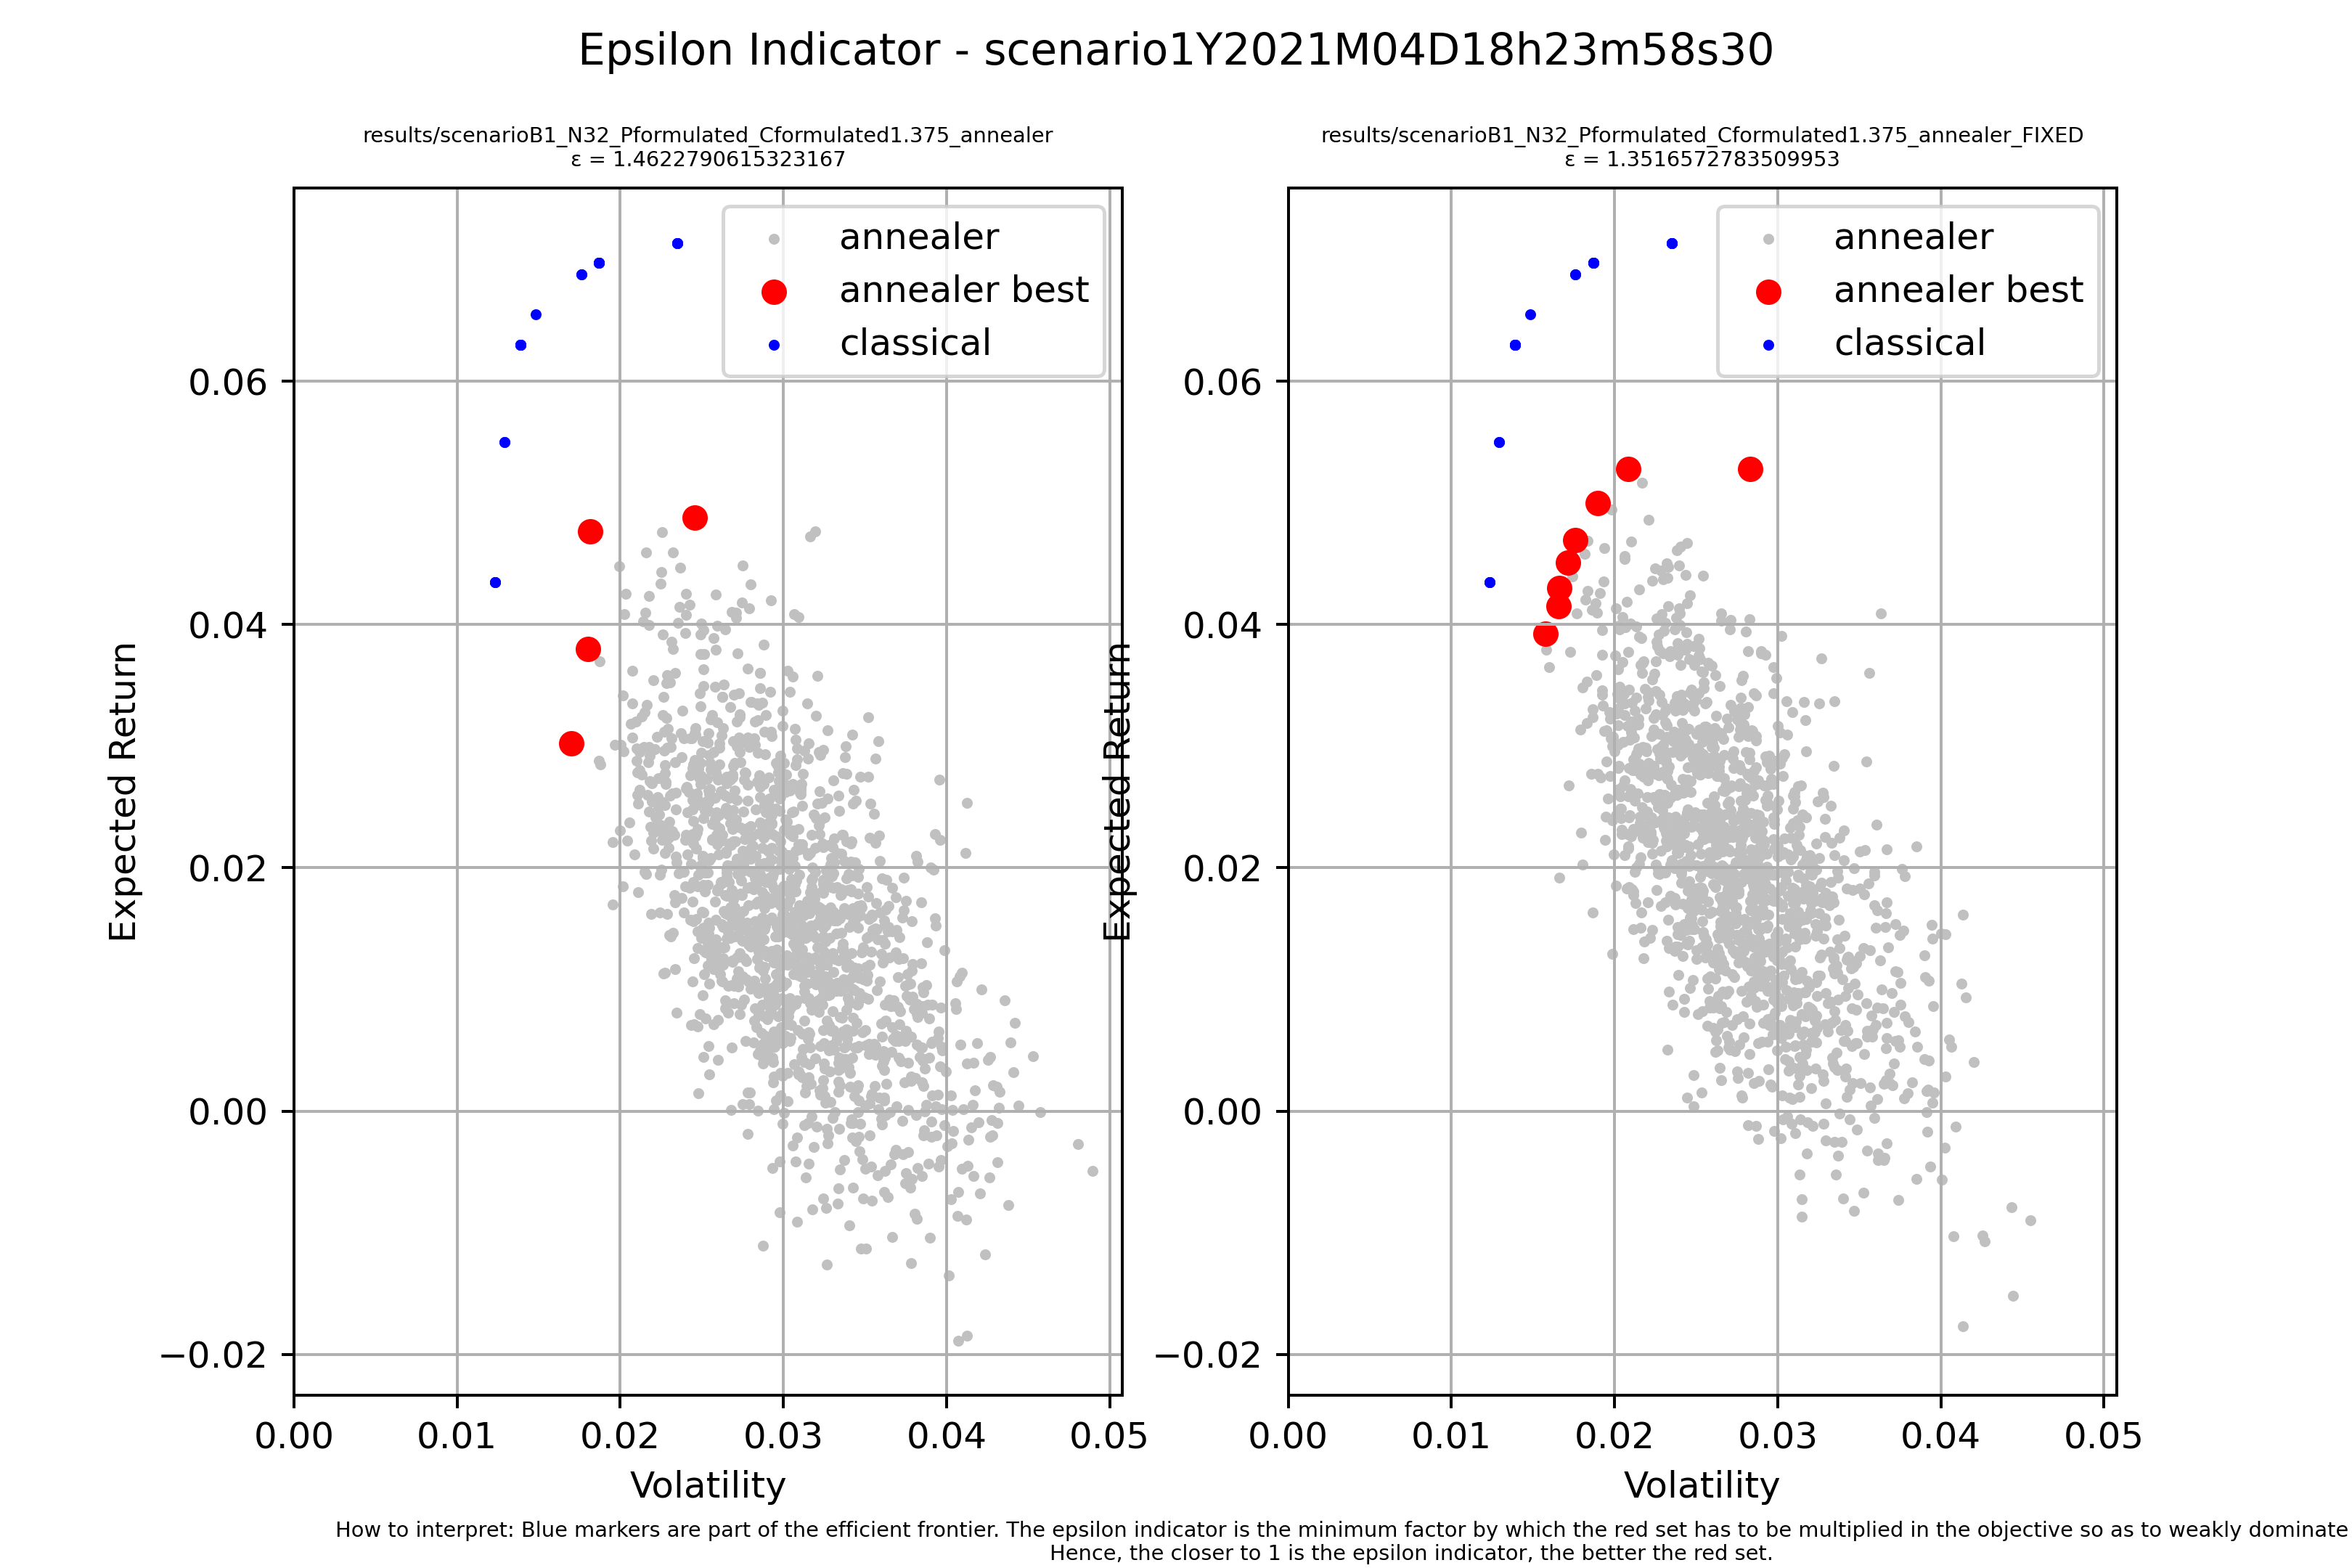 Epsilon Indicator - scenario1Y2021M04D18h23m58s30
results/scenarioB1_N32_Pformulated_Cformulated1.375_annealer
ε = 1.4622790615323167
annealer
annealer best
classical
0.06
0.04
0.02
0.00
−0.02
Expected Return
0.00 0.01 0.02 0.03 0.04 0.05
Volatility
results/scenarioB1_N32_Pformulated_Cformulated1.375_annealer_FIXED
ε = 1.3516572783509953
annealer
annealer best
classical
0.06
0.04
0.02
0.00
−0.02
Expected Return
0.00 0.01 0.02 0.03 0.04 0.05
Volatility
How to interpret: Blue markers are part of the efficient frontier. The epsilon indicator is the minimum factor by which the red set has to be multiplied in the objective so as to weakly dominate
Hence, the closer to 1 is the epsilon indicator, the better the red set.